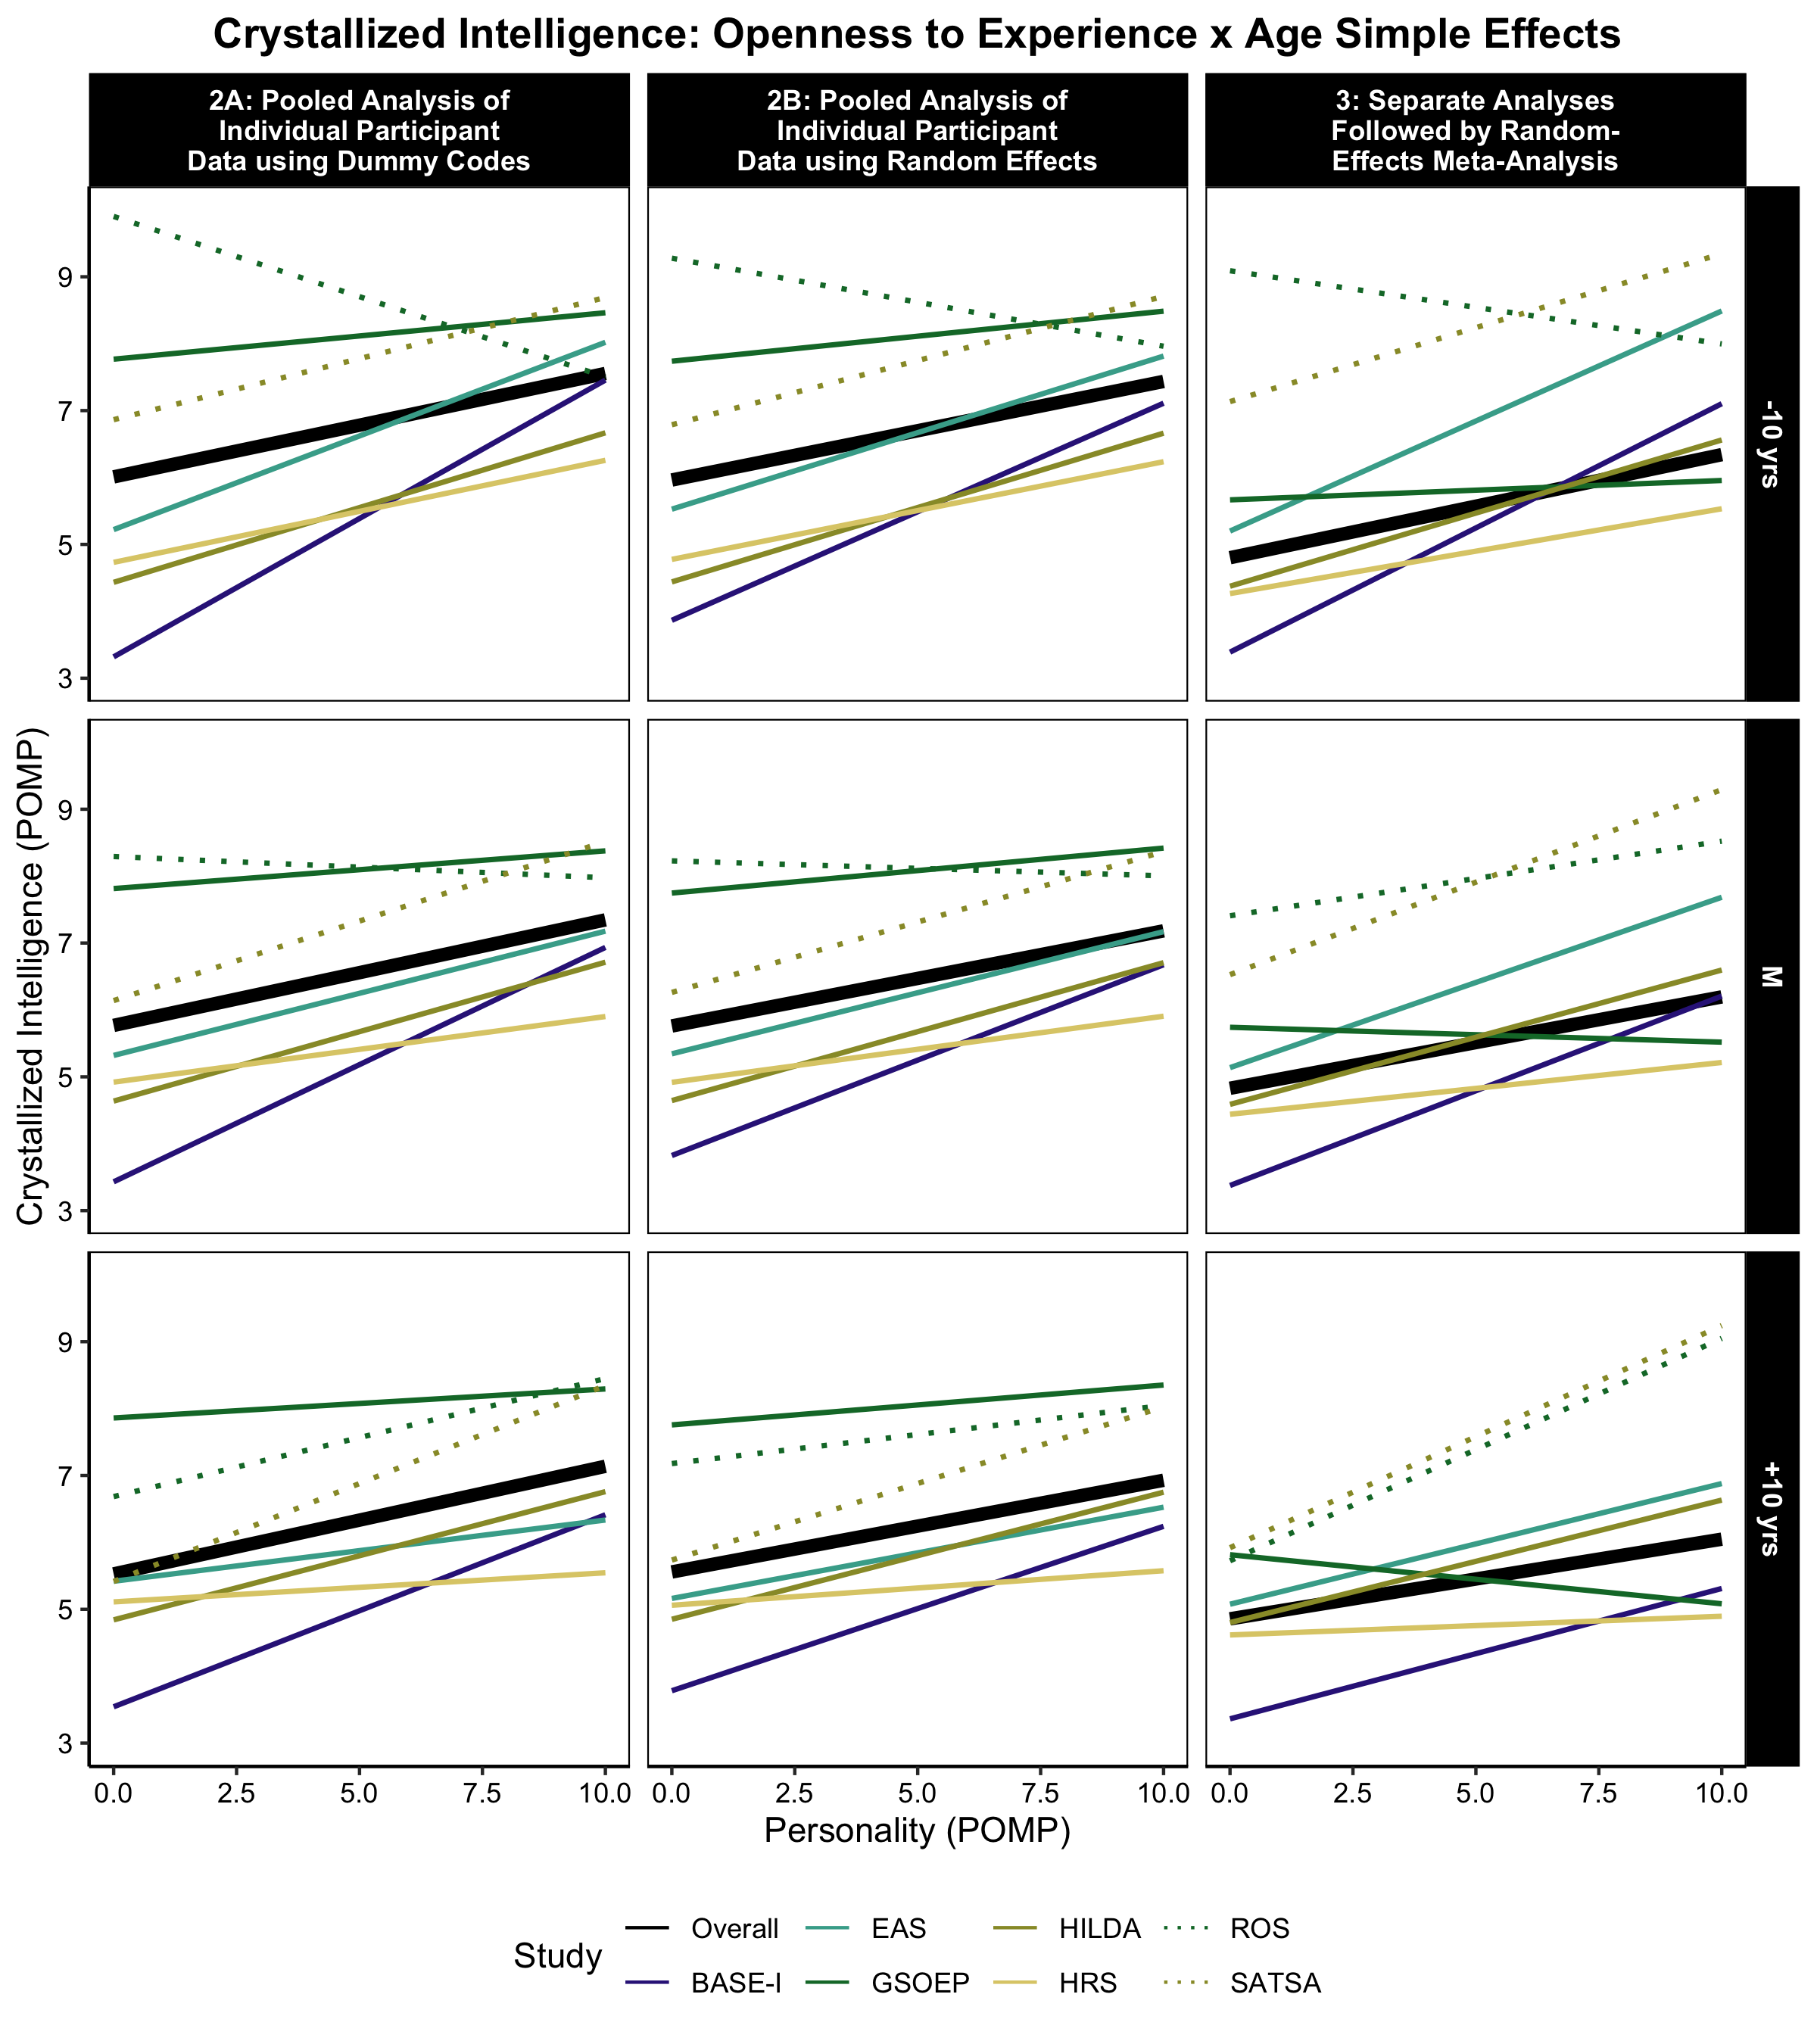 Crystallized Intelligence: Openness to Experience x Age Simple Effects
2A: Pooled Analysis of
Individual Participant
Data using Dummy Codes
2B: Pooled Analysis of
Individual Participant
Data using Random Effects
3: Separate Analyses
Followed by Random-
Effects Meta-Analysis
9
7
5
3
-10 yrs
Crystallized Intelligence (POMP)
9
7
5
3
M
9
7
5
3
+10 yrs
0.0 2.5 5.0 7.5 10.0 0.0 2.5 5.0 7.5 10.0 0.0 2.5 5.0 7.5 10.0
Personality (POMP)
Study
Overall EAS HILDA ROS
BASE-I GSOEP HRS SATSA